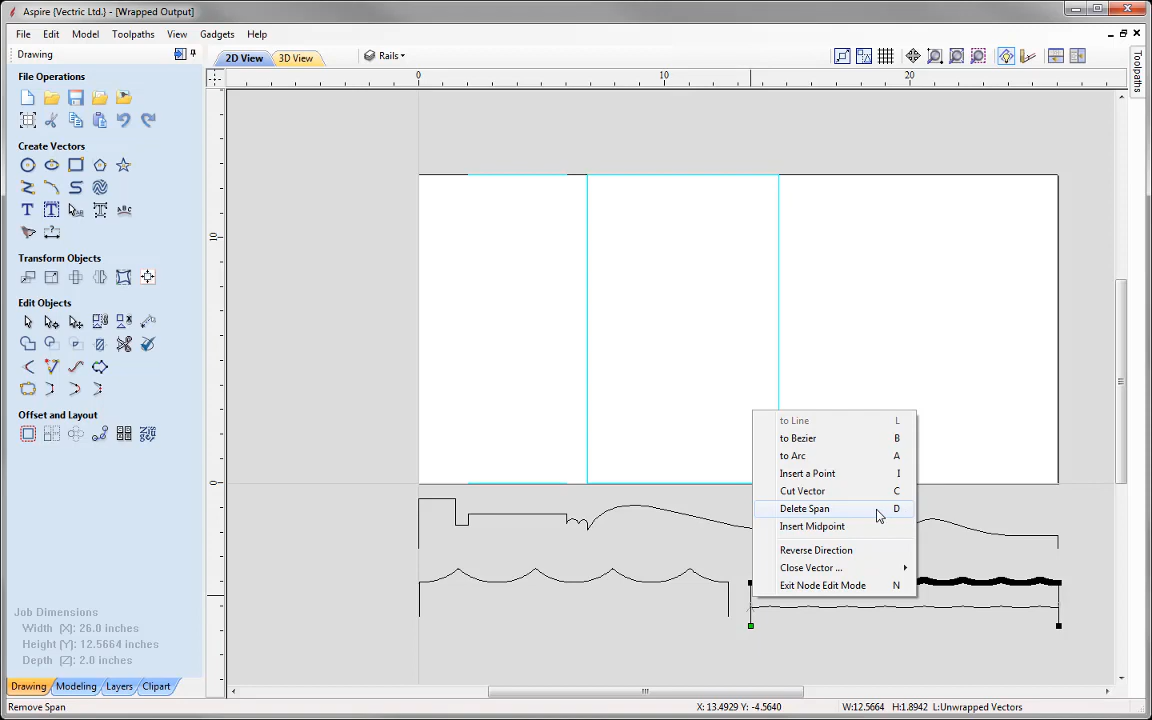 Aspire {Vectric Ltd.} - [Wrapped Output]
File Edit Model Toolpaths View Gadgets Help
Drawing
2D View
3D View
Rails
Toolpaths
File Operations
0 10 20
Create Vectors
T T
A B C
Transform Objects
10
Edit Objects
Offset and Layout
0
to Line L
to Bezier B
to Arc A
Insert a Point I
Cut Vector C
Delete Span D
Insert Midpoint
Reverse Direction
Close Vector ...
Exit Node Edit Mode N
Job Dimensions
Width (X): 26.0 inches
Height (Y): 12.5664 inches
Depth (Z): 2.0 inches
Drawing Modeling Layers Clipart
Remove Span
X: 13.4929 Y: -4.5640
W:12.5664 H:1.8942 L:Unwrapped Vectors